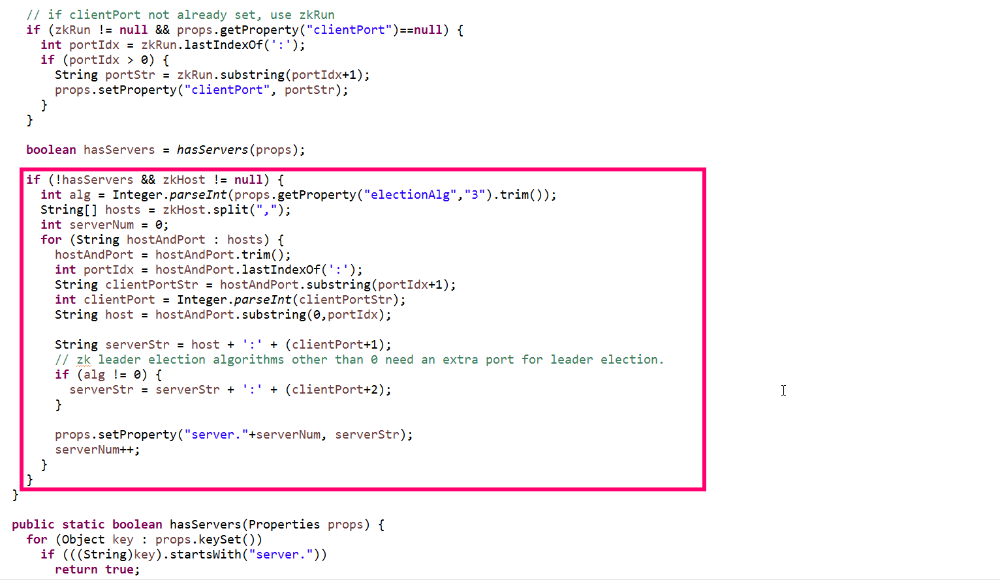 // if clientPort not already set, use zkRun
if (zkRun != null && props.getProperty("clientPort")==null) {
int portIdx = zkRun.lastIndexOf(':');
if (portIdx > 0) {
String portStr = zkRun.substring(portIdx+1);
props.setProperty("clientPort", portStr);
}
}
boolean hasServers = hasServers(props);
if (!hasServers && zkHost != null) {
int alg = Integer.parseInt(props.getProperty("electionAlg","3").trim());
String[] hosts = zkHost.split(",");
int serverNum = 0;
for (String hostAndPort : hosts) {
hostAndPort = hostAndPort.trim();
int portIdx = hostAndPort.lastIndexOf(':');
String clientPortStr = hostAndPort.substring(portIdx+1);
int clientPort = Integer.parseInt(clientPortStr);
String host = hostAndPort.substring(0,portIdx);
String serverStr = host + ':' + (clientPort+1);
// zk leader election algorithms other than 0 need an extra port for leader election.
if (alg != 0) {
serverStr = serverStr + ':' + (clientPort+2);
}
props.setProperty("server."+serverNum, serverStr);
serverNum++;
}
}
}
public static boolean hasServers(Properties props) {
for (Object key : props.keySet())
if (((String)key).startsWith("server."))
return true;